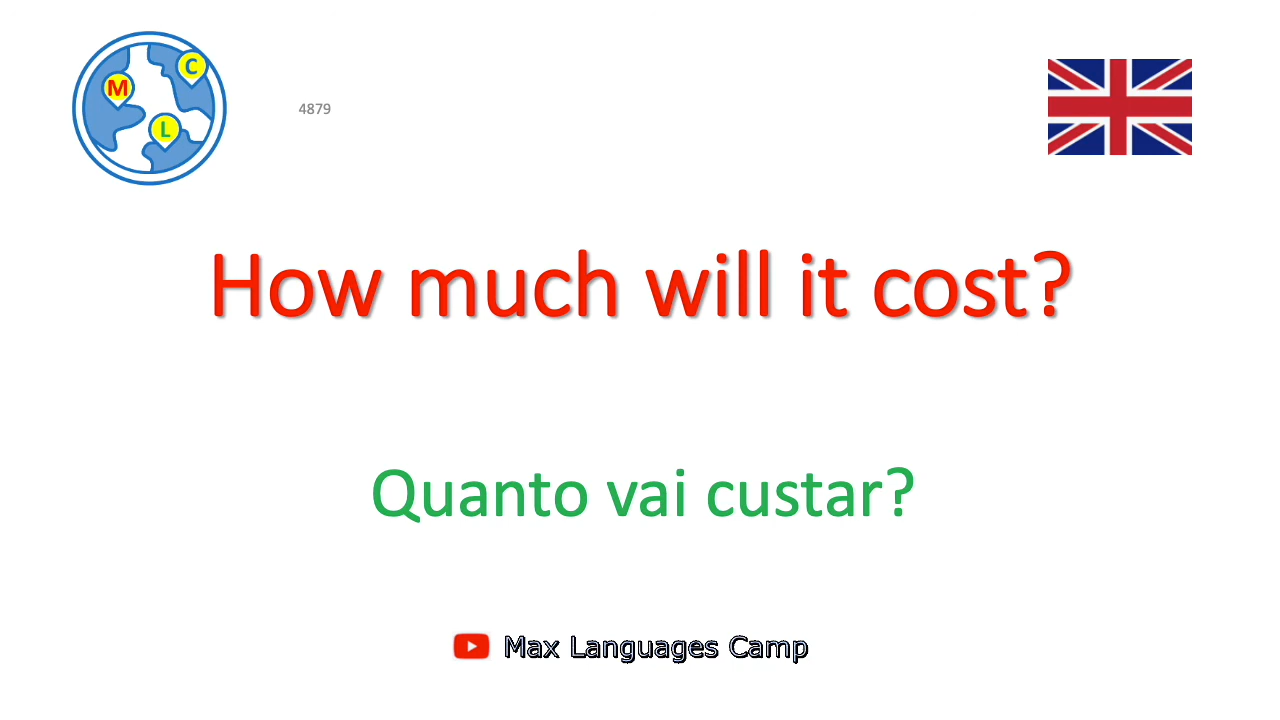 M
C
L
4879
How much will it cost?
Quanto vai custar?
Max Languages Camp